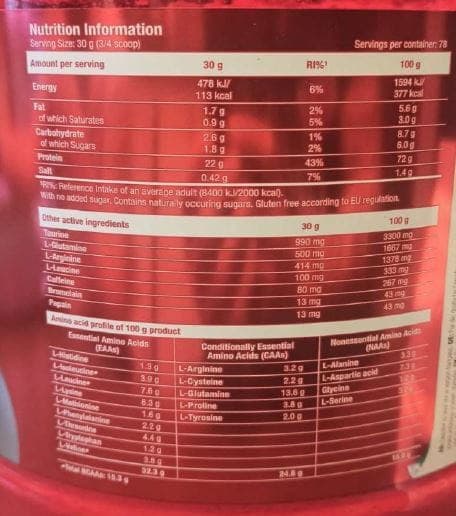 Nutrition Information
Serving Size: 30 g (3/4 scoop) Servings per container: 78
Amount per serving 30 g RI%¹ 100 g
Energy 478 kJ/ 113 kcal 6% 1594 kJ/ 377 kcal
Fat 1.7 g 2% 5.6 g
of which Saturates 0.9 g 5% 3.0 g
Carbohydrate 2.6 g 1% 8.7 g
of which Sugars 1.8 g 2% 6.0 g
Protein 22 g 43% 72 g
Salt 0.42 g 7% 1.4 g
¹RI%: Reference Intake of an average adult (8400 kJ/2000 kcal).
With no added sugar. Contains naturally occuring sugars. Gluten free according to EU regulation.
Other active ingredients 30 g 100 g
Taurine 990 mg 3300 mg
L-Glutamine 500 mg 1667 mg
L-Arginine 414 mg 1378 mg
L-Leucine 100 mg 333 mg
Caffeine 80 mg 267 mg
Bromelain 13 mg 43 mg
Papain 13 mg 43 mg
Amino acid profile of 100 g product
Essential Amino Acids (EAAs) Conditionally Essential Amino Acids (CAAs) Nonessential Amino Acids (NAAs)
L-Histidine 1.3 g L-Arginine 3.2 g L-Alanine
L-Isoleucine* 3.9 g L-Cysteine 2.2 g L-Aspartic acid
L-Leucine* 7.6 g L-Glutamine 13.6 g Glycine
L-Lysine 6.3 g L-Proline 3.8 g L-Serine
L-Methionine 1.6 g L-Tyrosine 2.0 g
L-Phenylalanine 2.2 g
L-Threonine 4.4 g
L-Tryptophan 1.2 g
L-Valine* 3.8 g
32.3 g 24.8 g
*Total BCAAs: 15.3 g